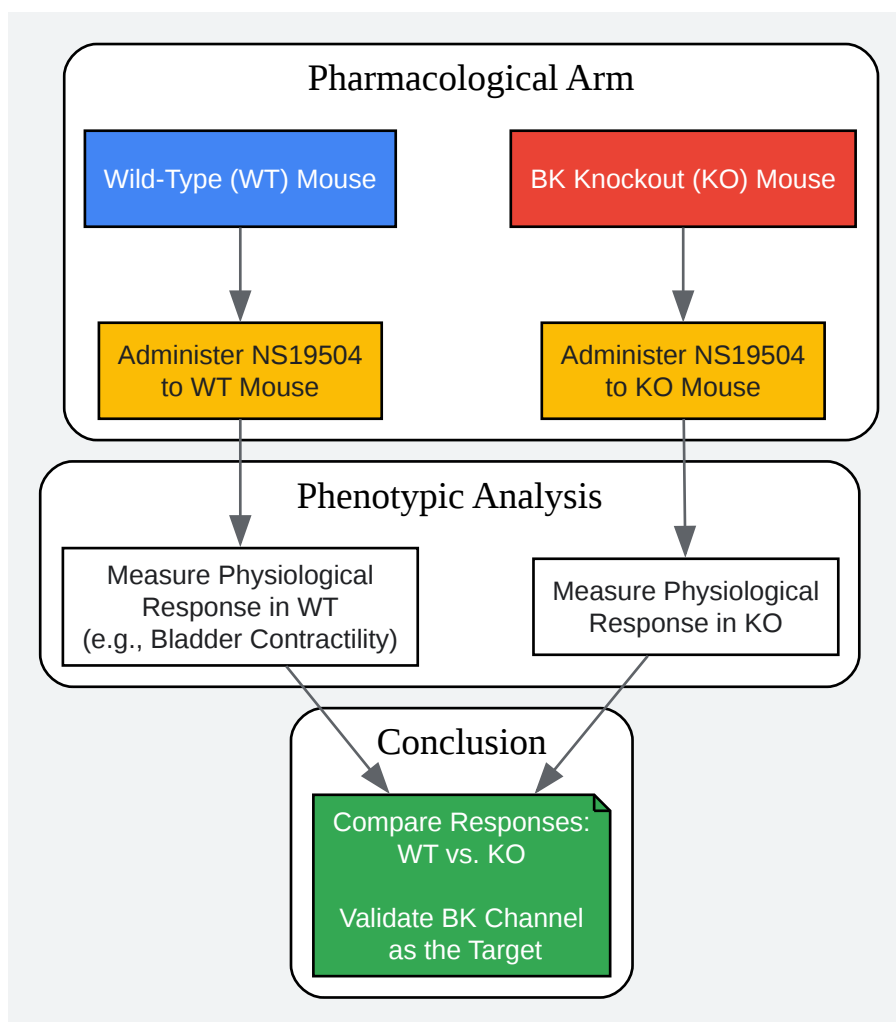 Pharmacological Arm
Wild-Type (WT) Mouse
BK Knockout (KO) Mouse
Administer NS19504
to WT Mouse
Administer NS19504
to KO Mouse
Phenotypic Analysis
Measure Physiological
Response in WT
(e.g., Bladder Contractility)
Measure Physiological
Response in KO
Conclusion
Compare Responses:
WT vs. KO
Validate BK Channel
as the Target